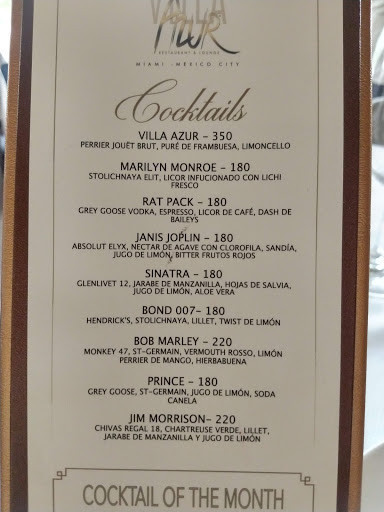 VILLA
AZUR
RESTAURANT & LOUNGE
MIAMI - MEXICO CITY
Cocktails
VILLA AZUR – 350
PERRIER JOUËT BRUT, PURÉ DE FRAMBUESA, LIMONCELLO
MARILYN MONROE – 180
STOLICHNAYA ELIT, LICOR INFUCIONADO CON LICHI
FRESCO
RAT PACK – 180
GREY GOOSE VODKA, ESPRESSO, LICOR DE CAFÉ, DASH DE
BAILEYS
JANIS JOPLIN – 180
ABSOLUT ELYX, NECTAR DE AGAVE CON CLOROFILA, SANDÍA,
JUGO DE LIMÓN, BITTER FRUTOS ROJOS
SINATRA – 180
GLENLIVET 12, JARABE DE MANZANILLA, HOJAS DE SALVIA,
JUGO DE LIMÓN, ALOE VERA
BOND 007– 180
HENDRICK'S, STOLICHNAYA, LILLET, TWIST DE LIMÓN
BOB MARLEY – 220
MONKEY 47, ST-GERMAIN, VERMOUTH ROSSO, LIMÓN
PERRIER DE MANGO, HIERBABUENA
PRINCE – 180
GREY GOOSE, ST-GERMAIN, JUGO DE LIMÓN, SODA
CANELA
JIM MORRISON– 220
CHIVAS REGAL 18, CHARTREUSE VERDE, LILLET,
JARABE DE MANZANILLA Y JUGO DE LIMÓN
COCKTAIL OF THE MONTH